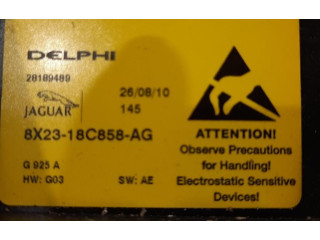 DELPHI
28189489
26/08/10
JAGUAR 145
8X23-18C858-AG
G 925 A
HW: G03 SW: AE
ATTENTION!
Observe Precautions
for Handling!
Electrostatic Sensitive
Devices!